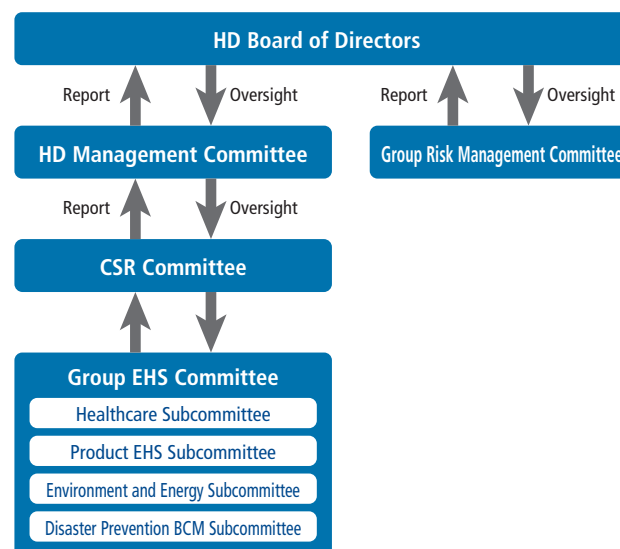 HD Board of Directors
Report
Oversight
Report
Oversight
HD Management Committee
Group Risk Management Committee
Report
Oversight
CSR Committee
Group EHS Committee
Healthcare Subcommittee
Product EHS Subcommittee
Environment and Energy Subcommittee
Disaster Prevention BCM Subcommittee